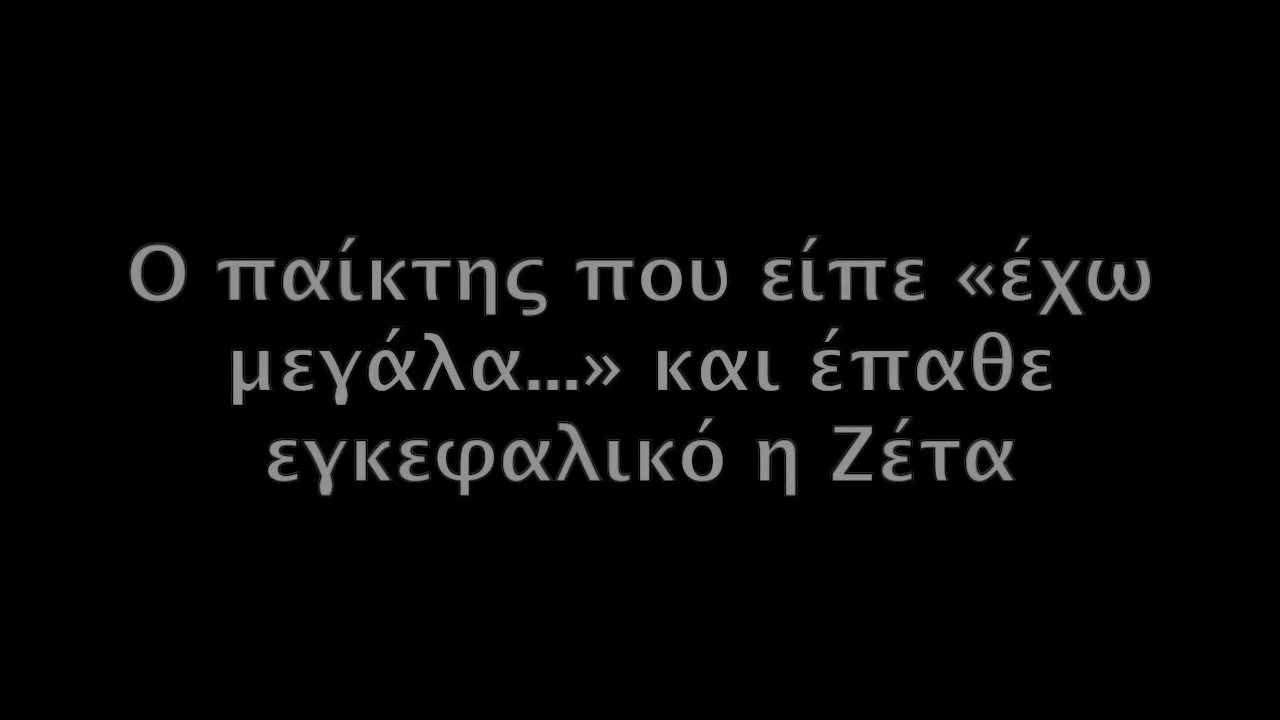 Ο παίκτης που είπε «έχω
μεγάλα...» και έπαθε
εγκεφαλικό η Ζέτα